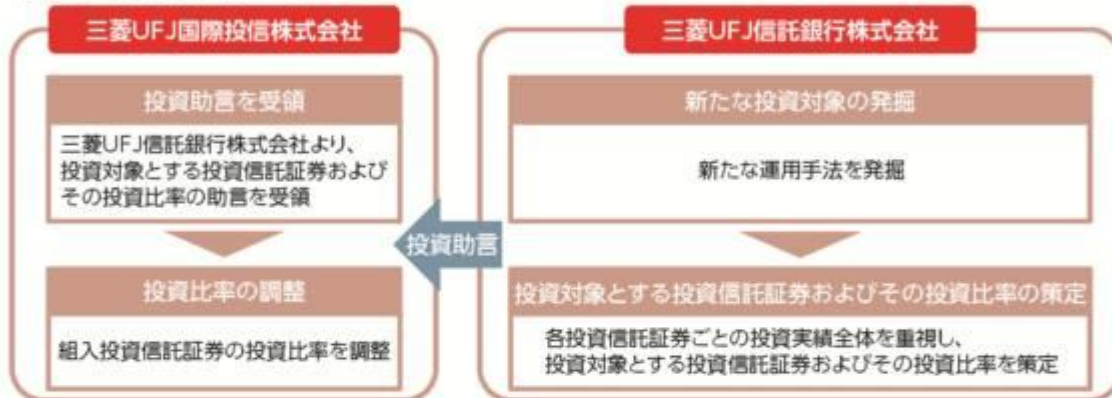 三菱UFJ国際投信株式会社
投資助言を受領
三菱UFJ信託銀行株式会社より、
投資対象とする投資信託証券および
その投資比率の助言を受領
投資比率の調整
組入投資信託証券の投資比率を調整
投資助言
三菱UFJ信託銀行株式会社
新たな投資対象の発掘
新たな運用手法を発掘
投資対象とする投資信託証券およびその投資比率の策定
各投資信託証券ごとの投資実績全体を重視し、
投資対象とする投資信託証券およびその投資比率を策定